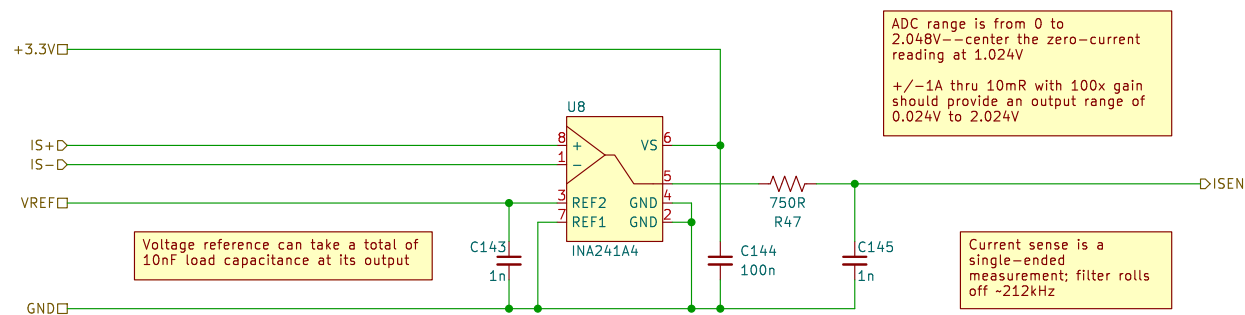 ADC range is from 0 to
2.048V--center the zero-current
reading at 1.024V
+/-1A thru 10mR with 100x gain
should provide an output range of
0.024V to 2.024V
+3.3V
U8
IS+
8
+
VS
6
IS-
1
-
5
ISEN
750R
R47
VREF
3
REF2
GND
4
7
REF1
GND
2
INA241A4
Voltage reference can take a total of
10nF load capacitance at its output
C143
1n
C144
100n
C145
1n
Current sense is a
single-ended
measurement; filter rolls
off ~212kHz
GND